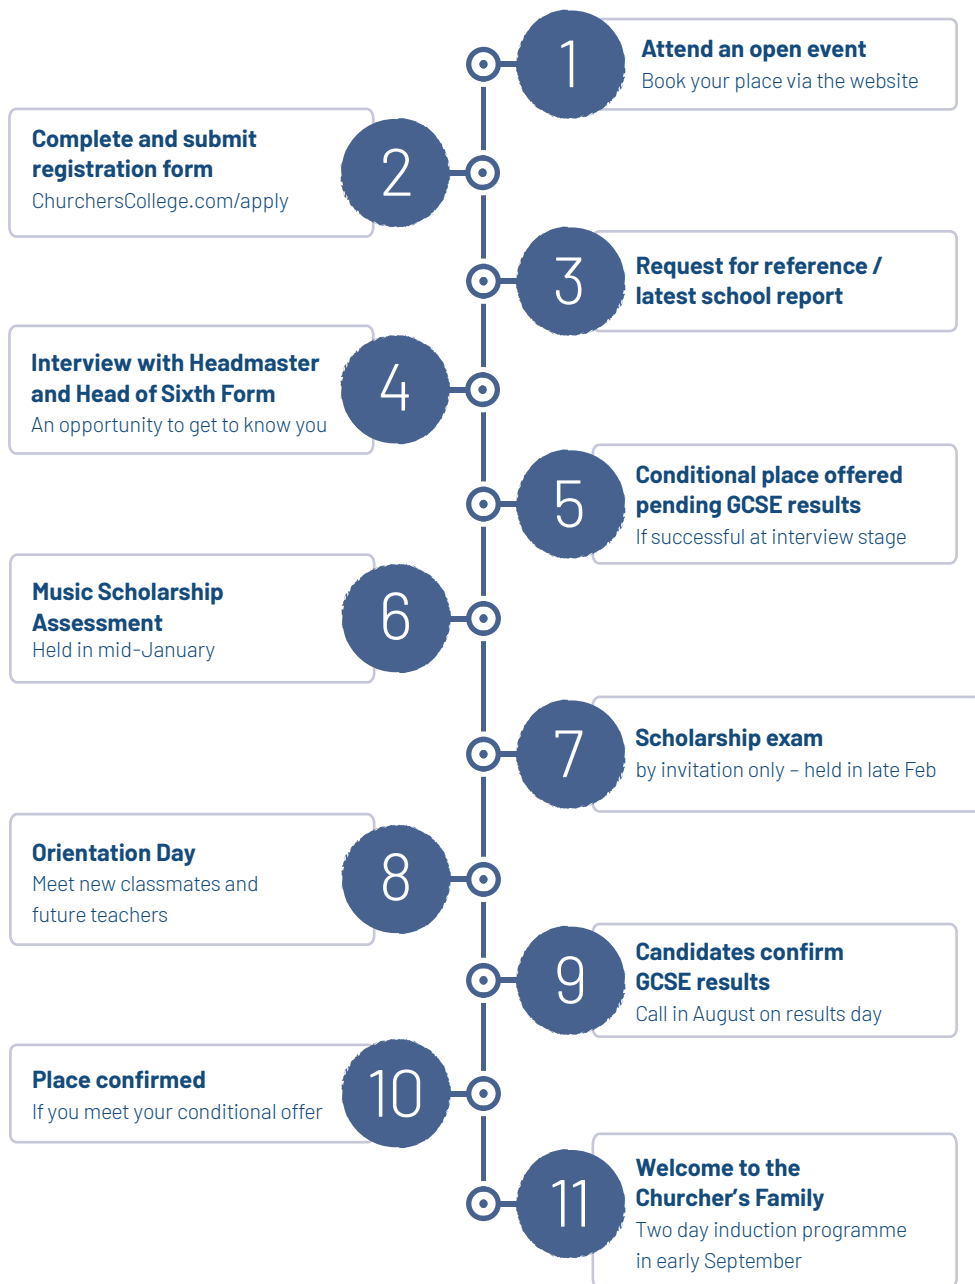 1
Attend an open event
Book your place via the website
2
Complete and submit
registration form
ChurchersCollege.com/apply
3
Request for reference /
latest school report
4
Interview with Headmaster
and Head of Sixth Form
An opportunity to get to know you
5
Conditional place offered
pending GCSE results
If successful at interview stage
6
Music Scholarship
Assessment
Held in mid-January
7
Scholarship exam
by invitation only – held in late Feb
8
Orientation Day
Meet new classmates and
future teachers
9
Candidates confirm
GCSE results
Call in August on results day
10
Place confirmed
If you meet your conditional offer
11
Welcome to the
Churcher's Family
Two day induction programme
in early September